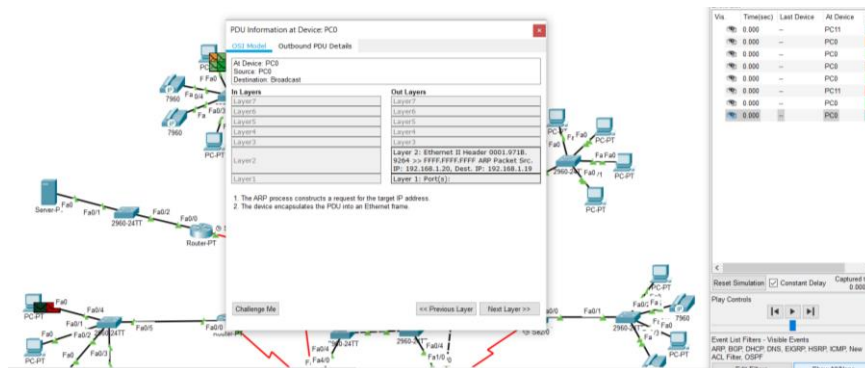 PDU Information at Device: PC0
OSI Model Outbound PDU Details
At Device: PC0
Source: PC0
Destination: Broadcast
In Layers
Layer7
Layer6
Layer5
Layer4
Layer3
Layer2
Layer1
Out Layers
Layer7
Layer6
Layer5
Layer4
Layer3
Layer 2: Ethernet II Header 0001.971B.
9264 >> FFFF.FFFF.FFFF ARP Packet Src.
IP: 192.168.1.20, Dest. IP: 192.168.1.19
Layer 1: Port(s):
1. The ARP process constructs a request for the target IP address.
2. The device encapsulates the PDU into an Ethernet frame.
Challenge Me
<< Previous Layer
Next Layer >>
Vis Time(sec) Last Device At Device
0.000 -- PC11
0.000 -- PC0
0.000 -- PC0
0.000 -- PC0
0.000 -- PC0
0.000 -- PC11
0.000 -- PC0
0.000 -- PC0
Reset Simulation Constant Delay Captured
0.000
Play Controls
Event List Filters - Visible Events
ARP, BGP, DHCP, DNS, EIGRP, HSRP, ICMP, New
ACL Filter, OSPF
7960
Fa0/4
7960
PC-PT
Server-P..
Fa0
Fa0/1
2960-24TT
Fa0/2
Fa0/0
Router-PT
PC-PT
Fa0
Fa0/4
Fa0/1
Fa0/2
Fa0/5
Fa0
Fa0/3
PC-PT
Fa0
PC-PT
Fa0
PC-PT
Fa0/4
Fa4/0
Fa0/4
Fa1/0
Se2/0
Fa0/1
7960
PC-PT